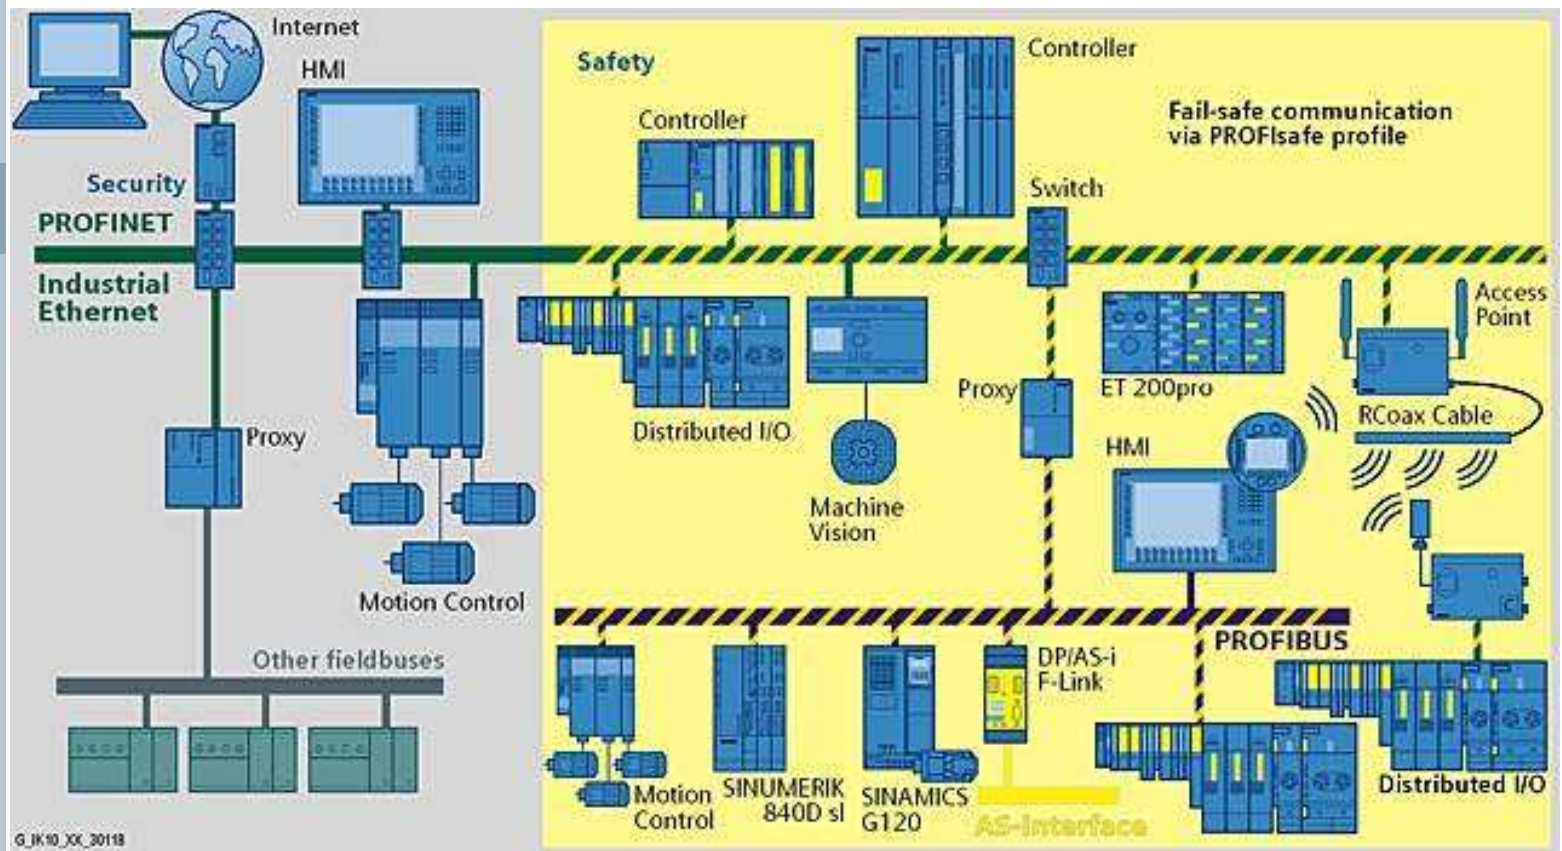 Internet
HMI
Safety
Controller
Controller
Fail-safe communication
via PROFIsafe profile
Security
Switch
PROFINET
Industrial
Ethernet
Access
Point
Proxy
ET 200pro
RCoax Cable
Proxy
Distributed I/O
HMI
Machine
Vision
Motion Control
PROFIBUS
Other fieldbuses
DP/AS-i
F-Link
Motion
Control
SINUMERIK
840D sl
SINAMICS
G120
AS-Interface
Distributed I/O
G_IK10_XX_30118